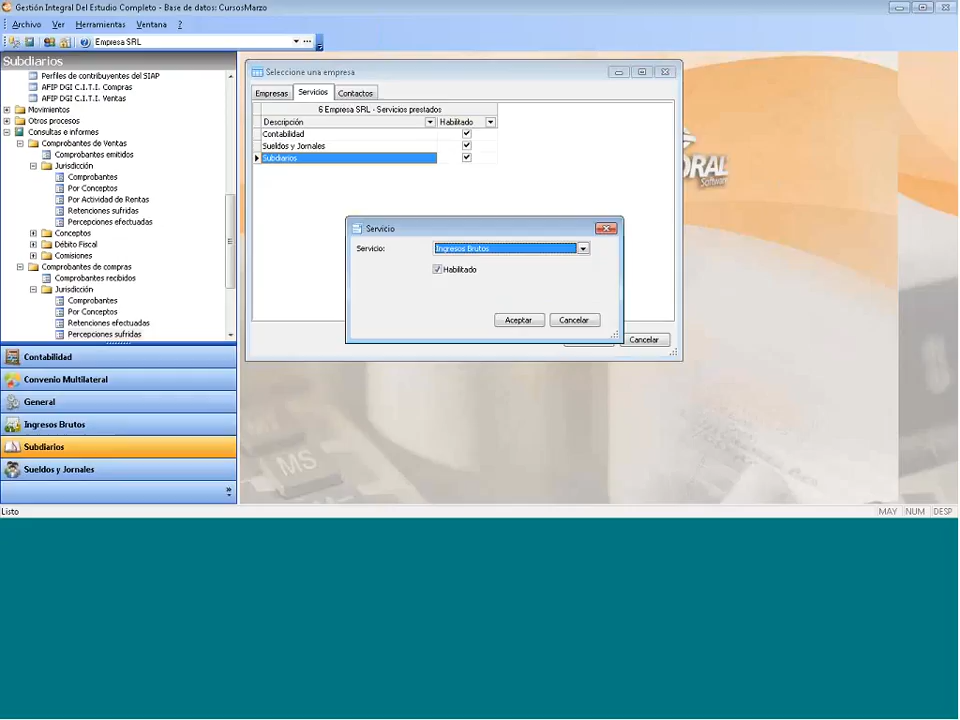 Gestión Integral Del Estudio Completo - Base de datos: CursosMarzo
Archivo Ver Herramientas Ventana ?
Empresa SRL
Subdiarios
Perfiles de contribuyentes del SIAP
AFIP DGI C.I.T.I. Compras
AFIP DGI C.I.T.I. Ventas
Movimientos
Otros procesos
Consultas e informes
Comprobantes de Ventas
Comprobantes emitidos
Jurisdicción
Comprobantes
Por Conceptos
Por Actividad de Rentas
Retenciones sufridas
Percepciones efectuadas
Conceptos
Débito Fiscal
Comisiones
Comprobantes de compras
Comprobantes recibidos
Jurisdicción
Comprobantes
Por Conceptos
Retenciones efectuadas
Percepciones sufridas
Contabilidad
Convenio Multilateral
General
Ingresos Brutos
Subdiarios
Sueldos y Jornales
Seleccione una empresa
Empresas Servicios Contactos
6 Empresa SRL - Servicios prestados
Descripción Habilitado
Contabilidad
Sueldos y Jornales
Subdiarios
Servicio
Servicio: Ingresos Brutos
Habilitado
Aceptar Cancelar
Cancelar
Software
Listo MAY NUM DESP
MS